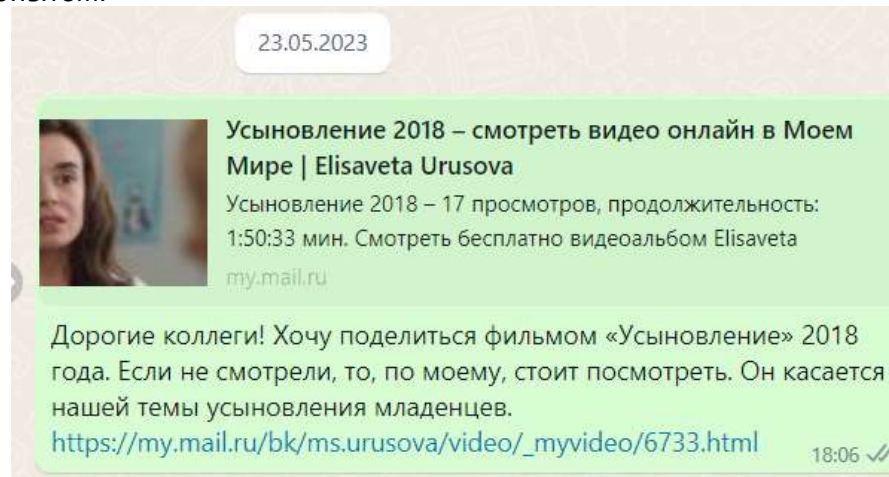 23.05.2023
Усыновление 2018 – смотреть видео онлайн в Моем
Мире | Elisaveta Urusova
Усыновление 2018 – 17 просмотров, продолжительность:
1:50:33 мин. Смотреть бесплатно видеоальбом Elisaveta
my.mail.ru
Дорогие коллеги! Хочу поделиться фильмом «Усыновление» 2018
года. Если не смотрели, то, по моему, стоит посмотреть. Он касается
нашей темы усыновления младенцев.
https://my.mail.ru/bk/ms.urusova/video/_myvideo/6733.html
18:06